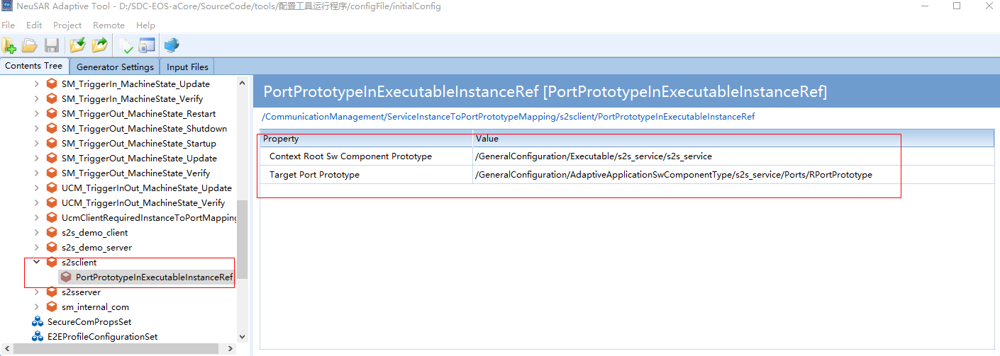 NeuSAR Adaptive Tool - D:/SDC-EOS-aCore/SourceCode/tools/配置工具运行程序/configFile/initialConfig
File Edit Project Remote Help
Contents Tree Generator Settings Input Files
SM_TriggerIn_MachineState_Update
SM_TriggerIn_MachineState_Verify
SM_TriggerOut_MachineState_Restart
SM_TriggerOut_MachineState_Shutdown
SM_TriggerOut_MachineState_Startup
SM_TriggerOut_MachineState_Update
SM_TriggerOut_MachineState_Verify
UCM_TriggerInOut_MachineState_Update
UCM_TriggerInOut_MachineState_Verify
UcmClientRequiredInstanceToPortMapping
s2s_demo_client
s2s_demo_server
s2sclient
PortPrototypeInExecutableInstanceRef
s2sserver
sm_internal_com
SecureComPropsSet
E2EProfileConfigurationSet
PortPrototypeInExecutableInstanceRef [PortPrototypeInExecutableInstanceRef]
/CommunicationManagement/ServiceInstanceToPortPrototypeMapping/s2sclient/PortPrototypeInExecutableInstanceRef
Property Value
Context Root Sw Component Prototype /GeneralConfiguration/Executable/s2s_service/s2s_service
Target Port Prototype /GeneralConfiguration/AdaptiveApplicationSwComponentType/s2s_service/Ports/RPortPrototype